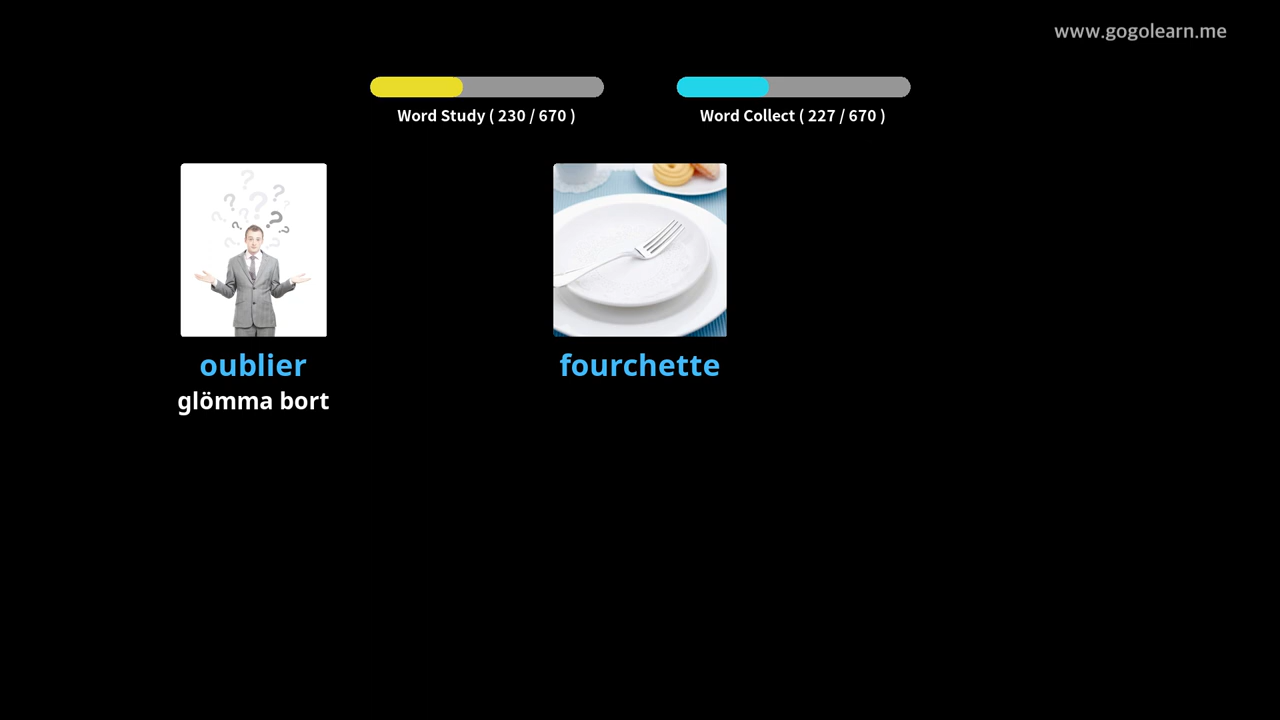 www.gogolearn.me
Word Study ( 230 / 670 )
Word Collect ( 227 / 670 )
oublier
glömma bort
fourchette